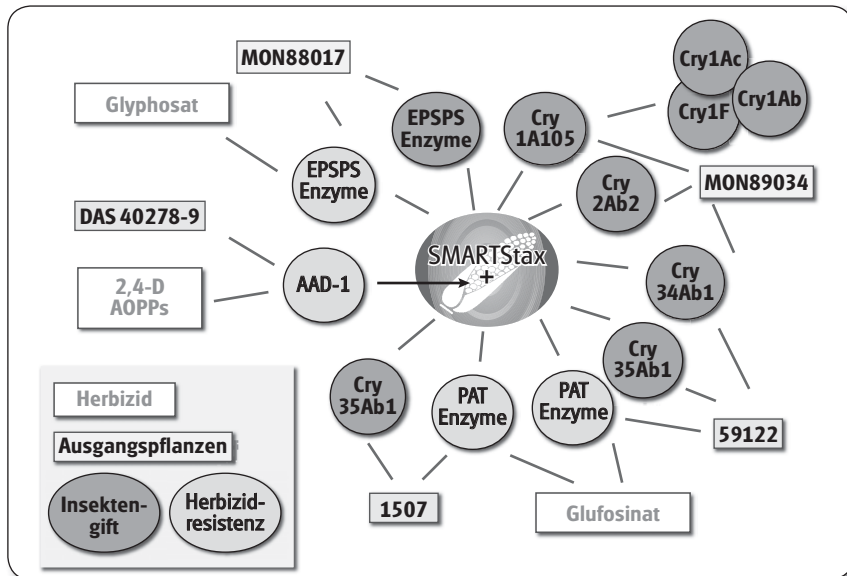 MON88017
Glyphosat
EPSPS
Enzyme
EPSPS
Enzyme
Cry
1A105
Cry1Ac
Cry1F
Cry1Ab
Cry
2Ab2
MON89034
DAS 40278-9
2,4-D
AOPPs
AAD-1
SMARTStax
+
Cry
34Ab1
Cry
35Ab1
Cry
35Ab1
PAT
Enzyme
PAT
Enzyme
59122
1507
Glufosinat
Herbizid
Ausgangspflanzen
Insekten-
gift
Herbizid-
resistenz